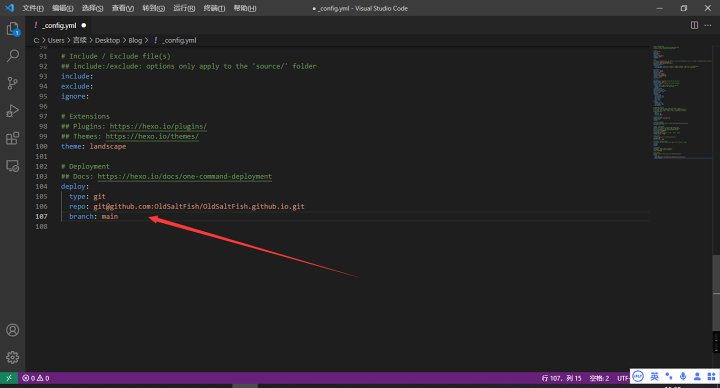 文件(F) 编辑(E) 选择(S) 查看(V) 转到(G) 运行(R) 终端(T) 帮助(H) ● _config.yml - Visual Studio Code
! _config.yml ●
C: > Users > 言续 > Desktop > Blog > ! _config.yml
90
91 # Include / Exclude file(s)
92 ## include:/exclude: options only apply to the 'source/' folder
93 include:
94 exclude:
95 ignore:
96
97 # Extensions
98 ## Plugins: https://hexo.io/plugins/
99 ## Themes: https://hexo.io/themes/
100 theme: landscape
101
102 # Deployment
103 ## Docs: https://hexo.io/docs/one-command-deployment
104 deploy:
105 type: git
106 repo: git@github.com:OldSaltFish/OldSaltFish.github.io.git
107 branch: main
108
1
0 0 行 107，列 15 空格: 2 UTF-
英